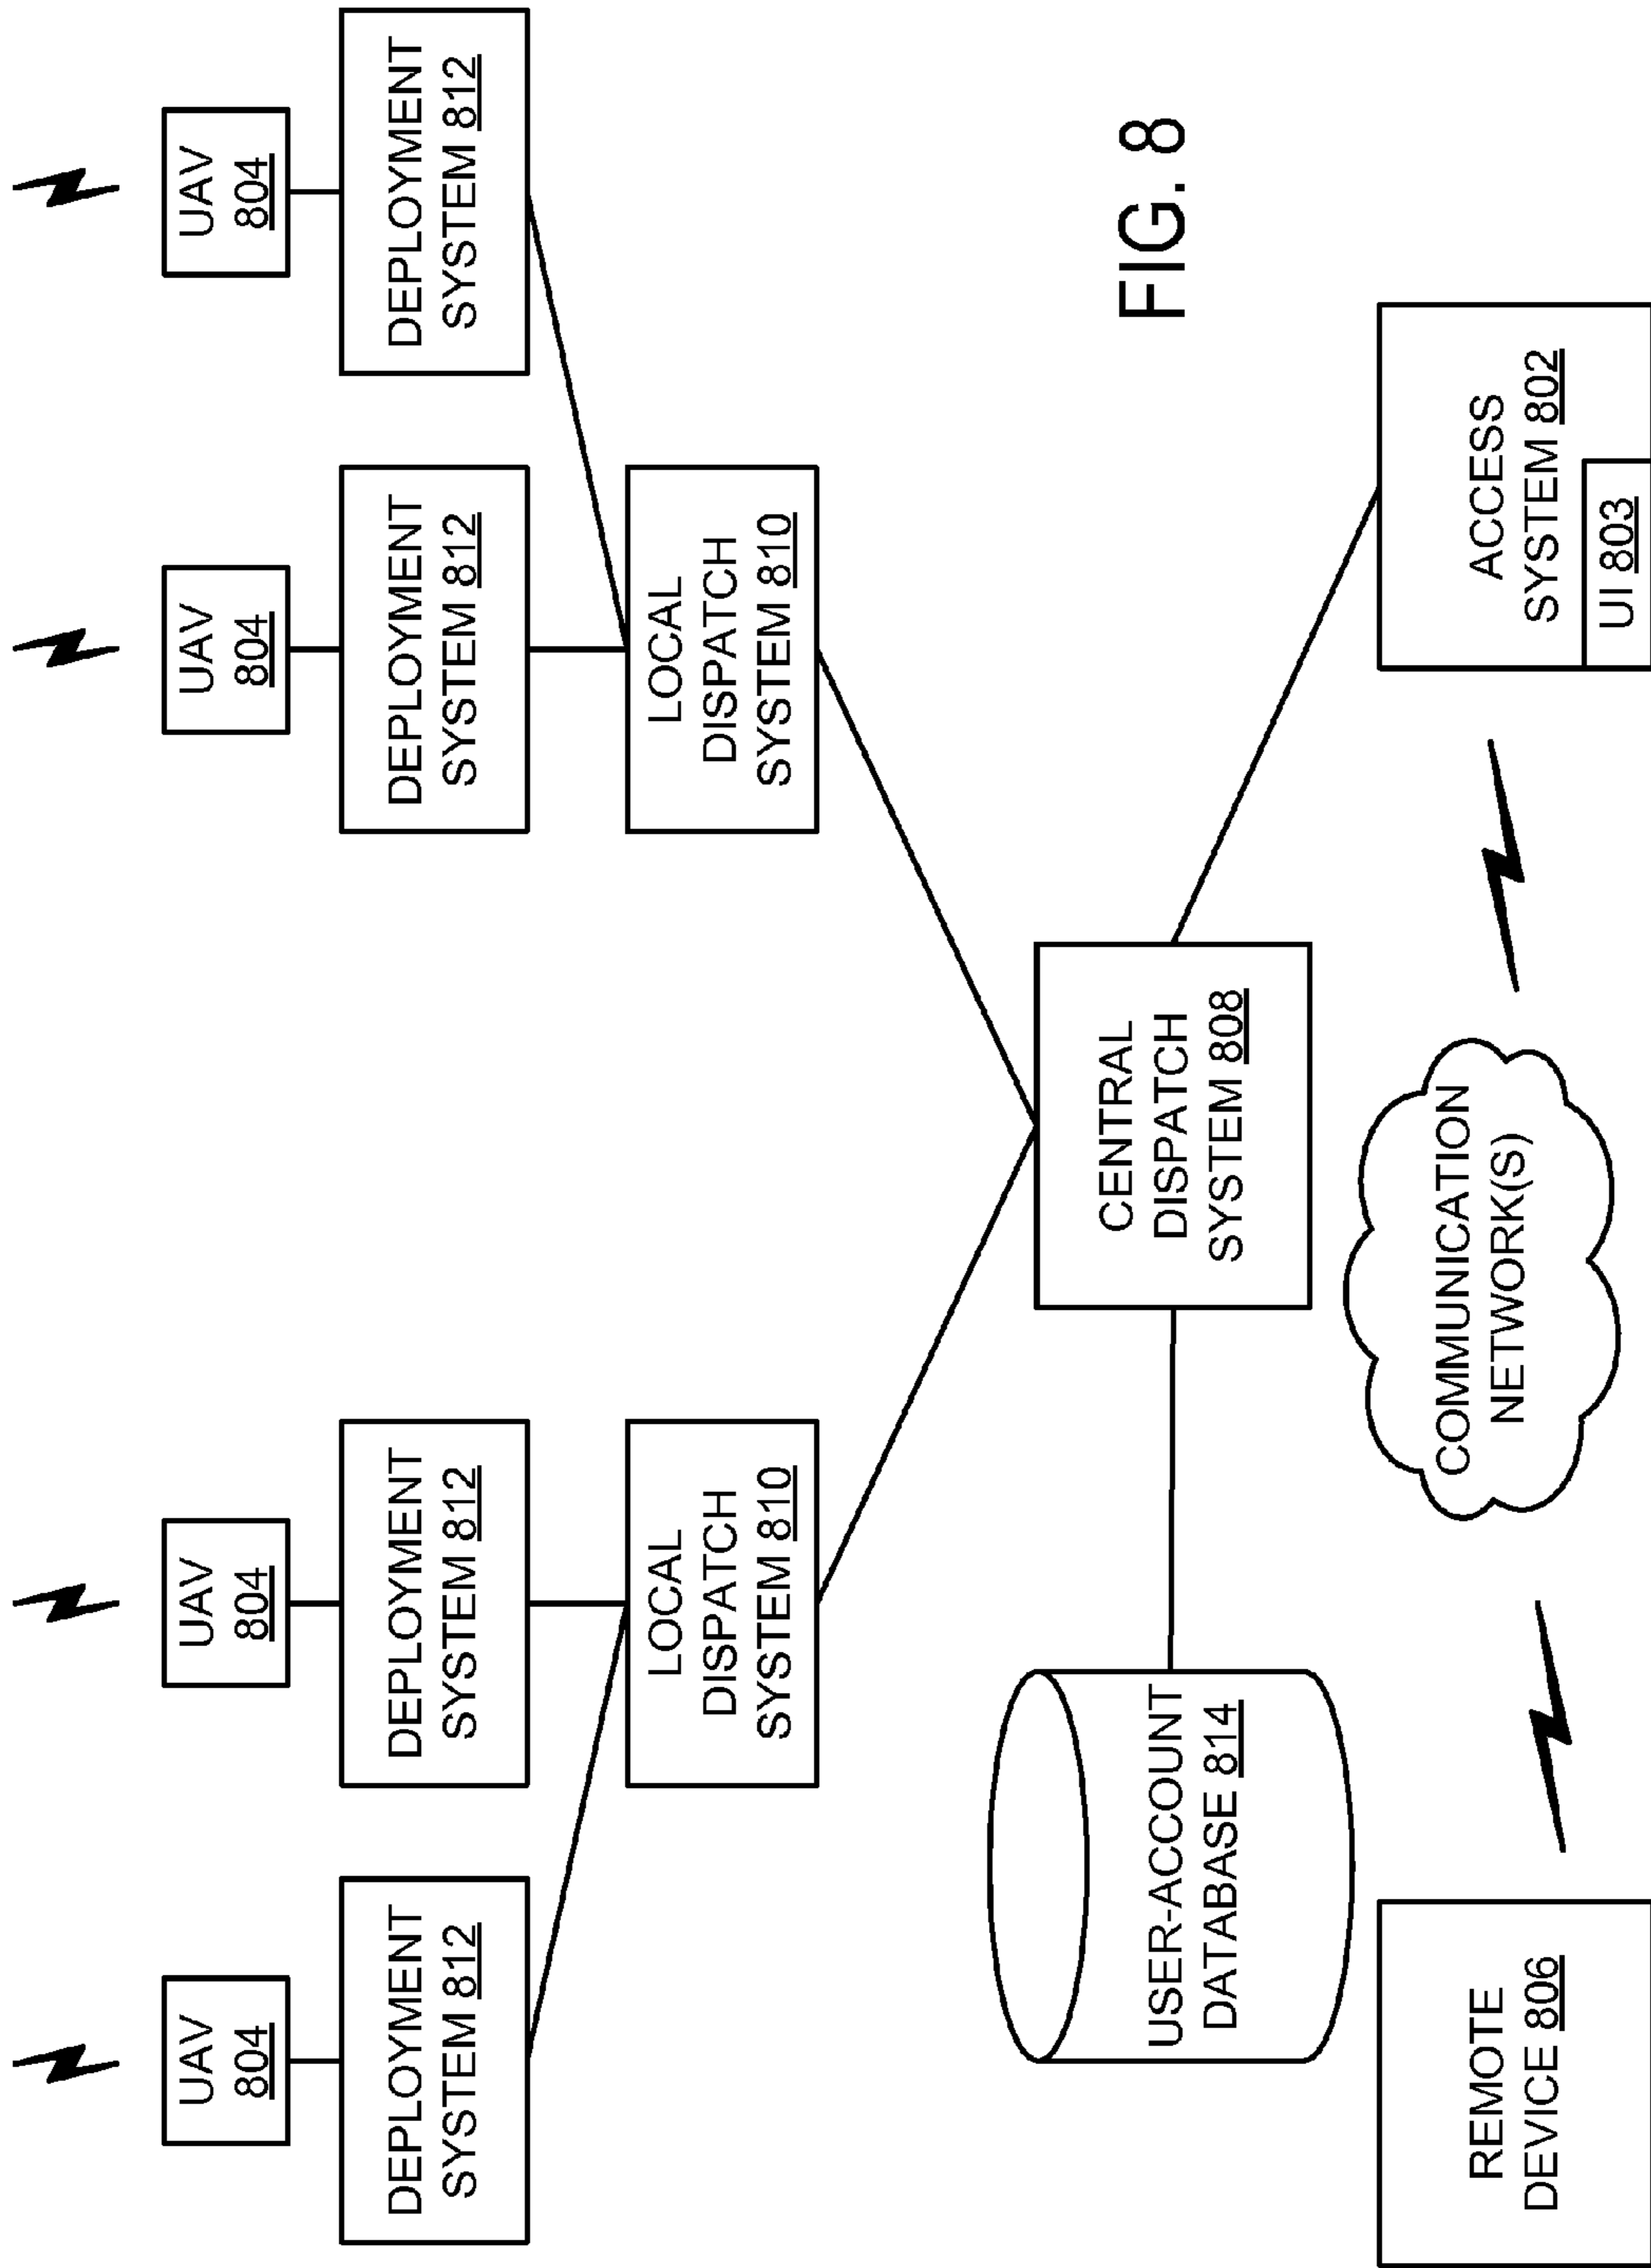 UAV
804
UAV
804
UAV
804
UAV
804
DEPLOYMENT
SYSTEM 812
DEPLOYMENT
SYSTEM 812
DEPLOYMENT
SYSTEM 812
DEPLOYMENT
SYSTEM 812
LOCAL
DISPATCH
SYSTEM 810
LOCAL
DISPATCH
SYSTEM 810
USER-ACCOUNT
DATABASE 814
CENTRAL
DISPATCH
SYSTEM 808
FIG. 8
REMOTE
DEVICE 806
COMMUNICATION
NETWORK(S)
ACCESS
SYSTEM 802
UI 803